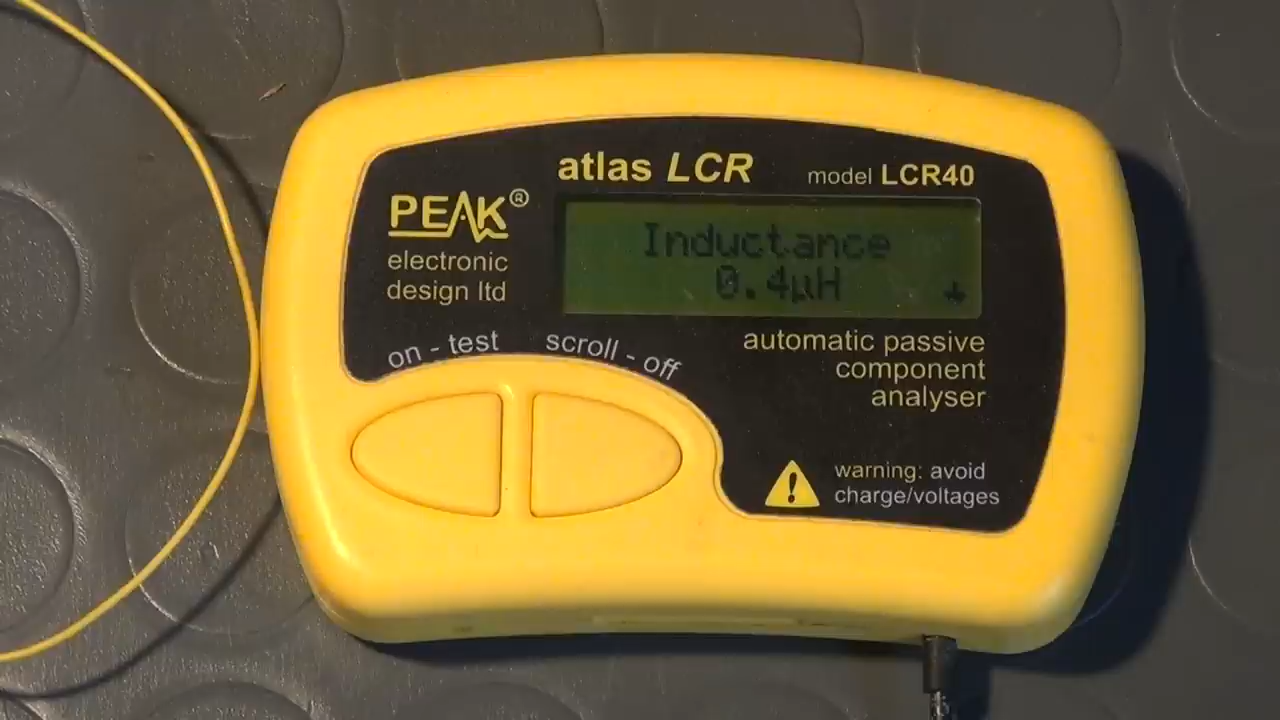 atlas LCR
model LCR40
PEAK®
electronic
design ltd
Inductance
0.4µH
on - test
scroll - off
automatic passive
component
analyser
warning: avoid
charge/voltages